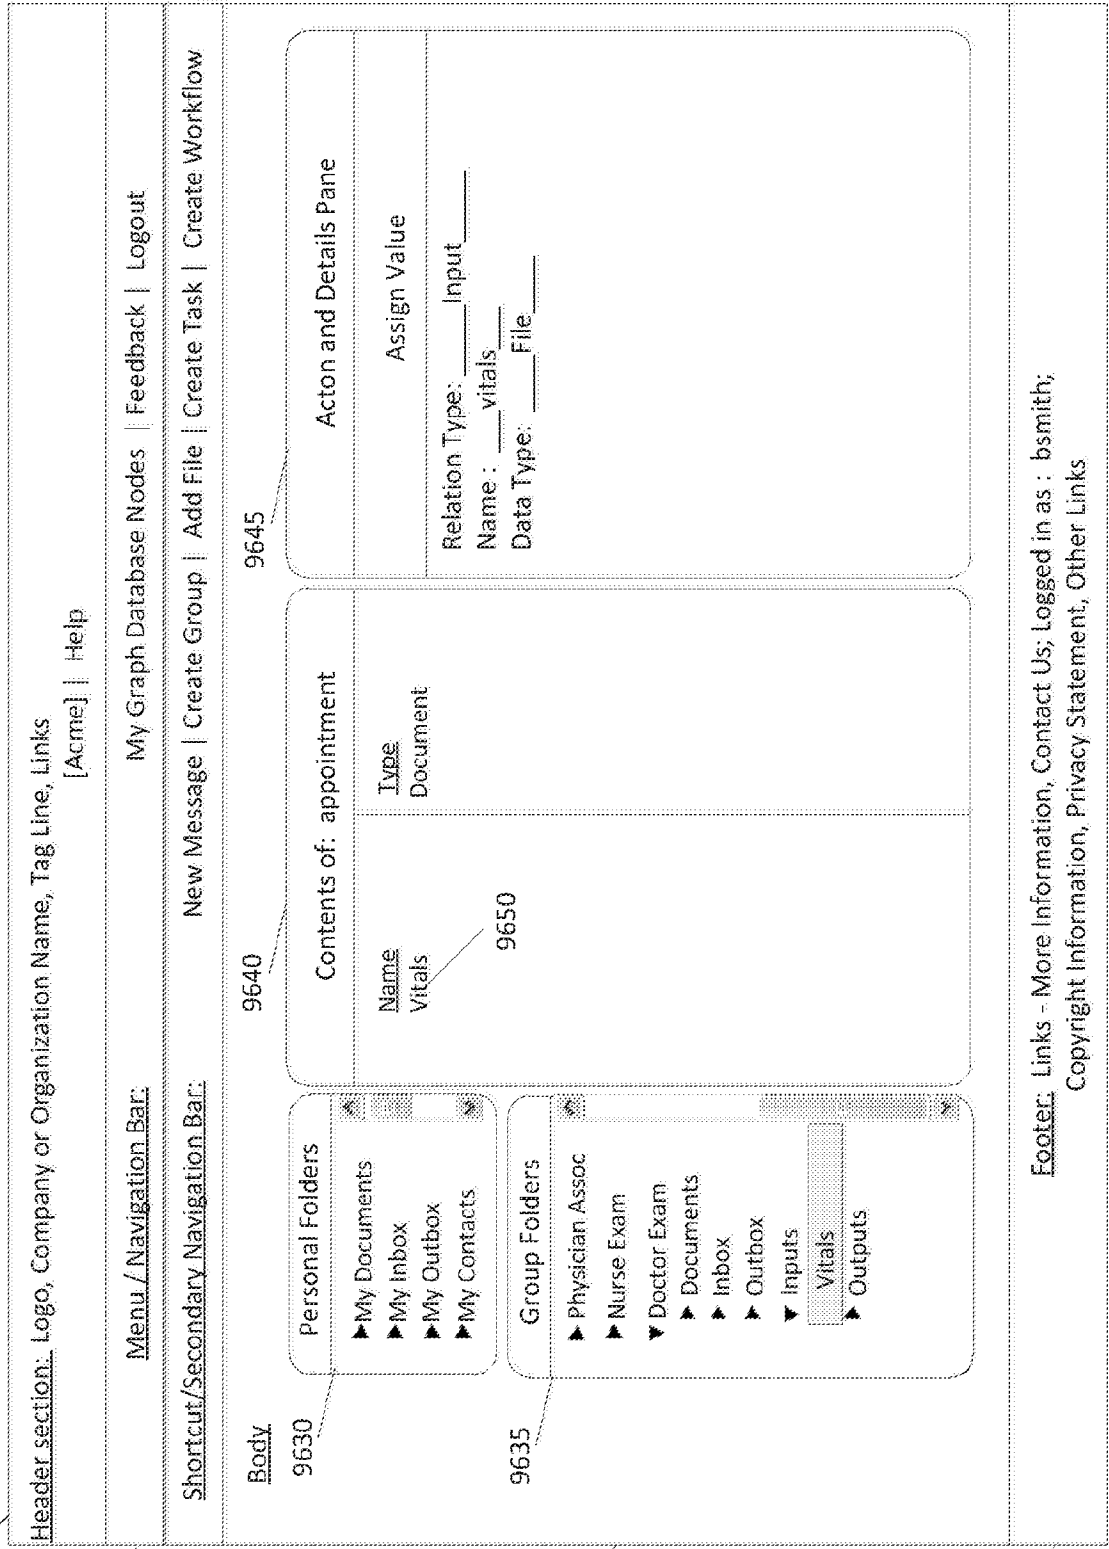 Header section: Logo, Company or Organization Name, Tag Line, Links
[Acme] | Help
Menu / Navigation Bar: My Graph Database Nodes | Feedback | Logout
Shortcut/Secondary Navigation Bar: New Message | Create Group | Add File | Create Task | Create Workflow
Body
9630
Personal Folders
▶My Documents
▶My Inbox
▶My Outbox
▶My Contacts
9635
Group Folders
▶Physician Assoc
▶Nurse Exam
▼Doctor Exam
▶Documents
▶Inbox
▶Outbox
▼Inputs
Vitals
▶Outputs
9640
Contents of: appointment
Name Type
Vitals Document
9650
9645
Acton and Details Pane
Assign Value
Relation Type: _____Input_____
Name : ___vitals___
Data Type: ____File____
Footer: Links - More Information, Contact Us; Logged in as : bsmith;
Copyright Information, Privacy Statement, Other Links